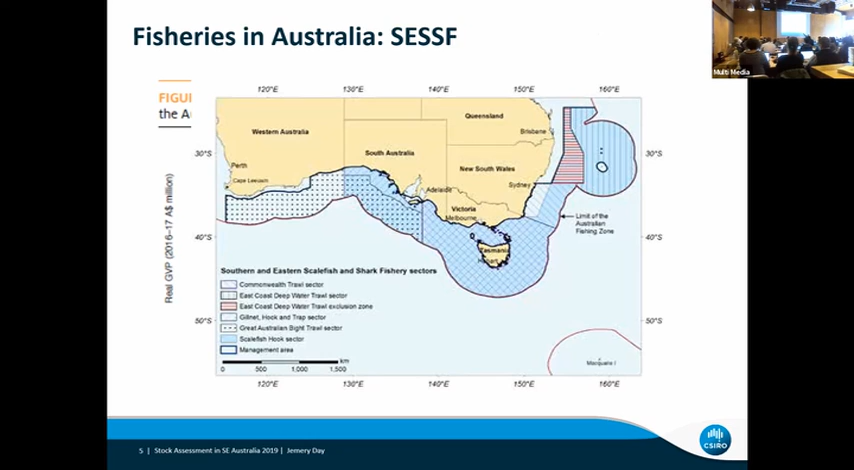 Fisheries in Australia: SESSF
Multi Media
FIGU
the A
Real GVP (2016–17 A$ million)
120°E
130°E
140°E
150°E
160°E
Queensland
Western Australia
Brisbane
South Australia
30°S
30°S
Perth
New South Wales
Cape Leeuwin
Sydney
Adelaide
Victoria
Melbourne
Limit of the
Australian
Fishing Zone
40°S
40°S
Tasmania
Hobart
Southern and Eastern Scalefish and Shark Fishery sectors
Commonwealth Trawl sector
East Coast Deep Water Trawl sector
East Coast Deep Water Trawl exclusion zone
Gillnet, Hook and Trap sector
Great Australian Bight Trawl sector
Scalefish Hook sector
Management area
50°S
50°S
km
0
500
1,000
1,500
Macquarie I
120°E
130°E
140°E
150°E
160°E
5 | Stock Assessment in SE Australia 2019 | Jemery Day
CSIRO